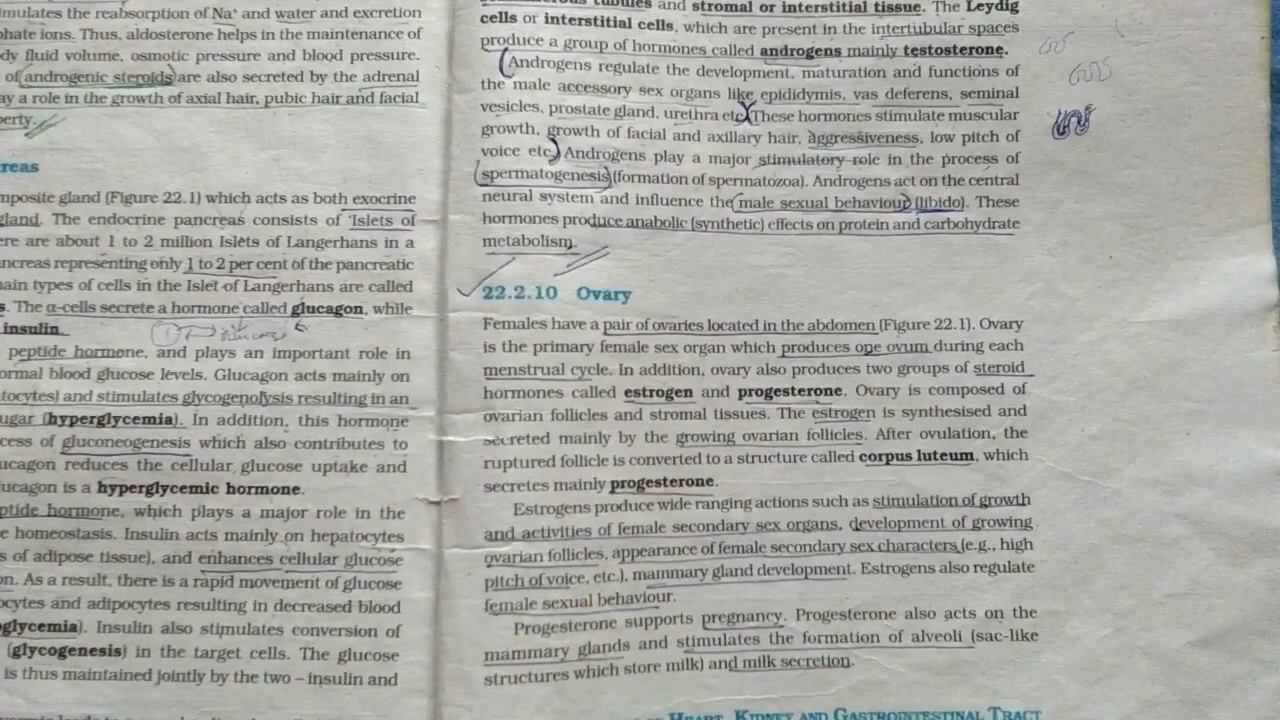 imulates the reabsorption of Na+ and water and excretion
phate ions. Thus, aldosterone helps in the maintenance of
dy fluid volume, osmotic pressure and blood pressure.
of androgenic steroids are also secreted by the adrenal
ay a role in the growth of axial hair, pubic hair and facial
erty.
reas
mposite gland (Figure 22.1) which acts as both exocrine
gland. The endocrine pancreas consists of 'Islets of
ere are about 1 to 2 million Islets of Langerhans in a
ncreas representing only 1 to 2 per cent of the pancreatic
ain types of cells in the Islet of Langerhans are called
s. The α-cells secrete a hormone called glucagon, while
insulin.
peptide hormone, and plays an important role in
ormal blood glucose levels. Glucagon acts mainly on
tocytes) and stimulates glycogenolysis resulting in an
ugar (hyperglycemia). In addition, this hormone
cess of gluconeogenesis which also contributes to
ucagon reduces the cellular glucose uptake and
ucagon is a hyperglycemic hormone.
ptide hormone, which plays a major role in the
e homeostasis. Insulin acts mainly on hepatocytes
s of adipose tissue), and enhances cellular glucose
on. As a result, there is a rapid movement of glucose
ocytes and adipocytes resulting in decreased blood
glycemia). Insulin also stimulates conversion of
(glycogenesis) in the target cells. The glucose
is thus maintained jointly by the two – insulin and
tubules and stromal or interstitial tissue. The Leydig
cells or interstitial cells, which are present in the intertubular spaces
produce a group of hormones called androgens mainly testosterone.
Androgens regulate the development, maturation and functions of
the male accessory sex organs like epididymis, vas deferens, seminal
vesicles, prostate gland, urethra etc. These hormones stimulate muscular
growth, growth of facial and axillary hair, aggressiveness, low pitch of
voice etc. Androgens play a major stimulatory role in the process of
spermatogenesis (formation of spermatozoa). Androgens act on the central
neural system and influence the male sexual behaviour (libido). These
hormones produce anabolic (synthetic) effects on protein and carbohydrate
metabolism.
22.2.10 Ovary
Females have a pair of ovaries located in the abdomen (Figure 22.1). Ovary
is the primary female sex organ which produces one ovum during each
menstrual cycle. In addition, ovary also produces two groups of steroid
hormones called estrogen and progesterone. Ovary is composed of
ovarian follicles and stromal tissues. The estrogen is synthesised and
secreted mainly by the growing ovarian follicles. After ovulation, the
ruptured follicle is converted to a structure called corpus luteum, which
secretes mainly progesterone.
Estrogens produce wide ranging actions such as stimulation of growth
and activities of female secondary sex organs, development of growing
ovarian follicles, appearance of female secondary sex characters (e.g., high
pitch of voice, etc.), mammary gland development. Estrogens also regulate
female sexual behaviour.
Progesterone supports pregnancy. Progesterone also acts on the
mammary glands and stimulates the formation of alveoli (sac-like
structures which store milk) and milk secretion.
HEART, KIDNEY AND GASTROINTESTINAL TRACT